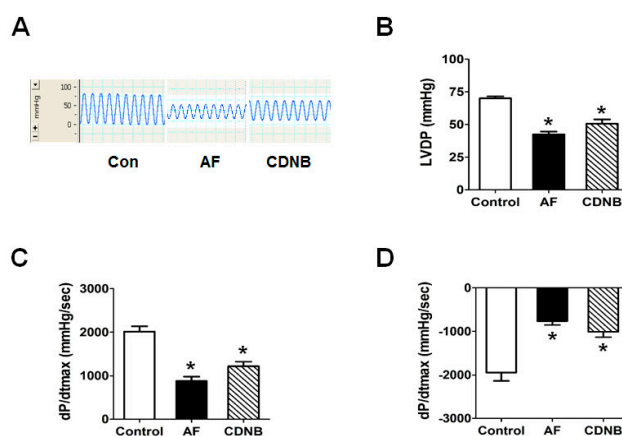 A
100
50
0
mmHg
+
-
Con AF CDNB
B
LVDP (mmHg)
100
75
50
25
0
* *
Control AF CDNB
C
dP/dtmax (mmHg/sec)
3000
2000
1000
0
* *
Control AF CDNB
D
dP/dtmax (mmHg/sec)
0
-1000
-2000
-3000
* *
Control AF CDNB